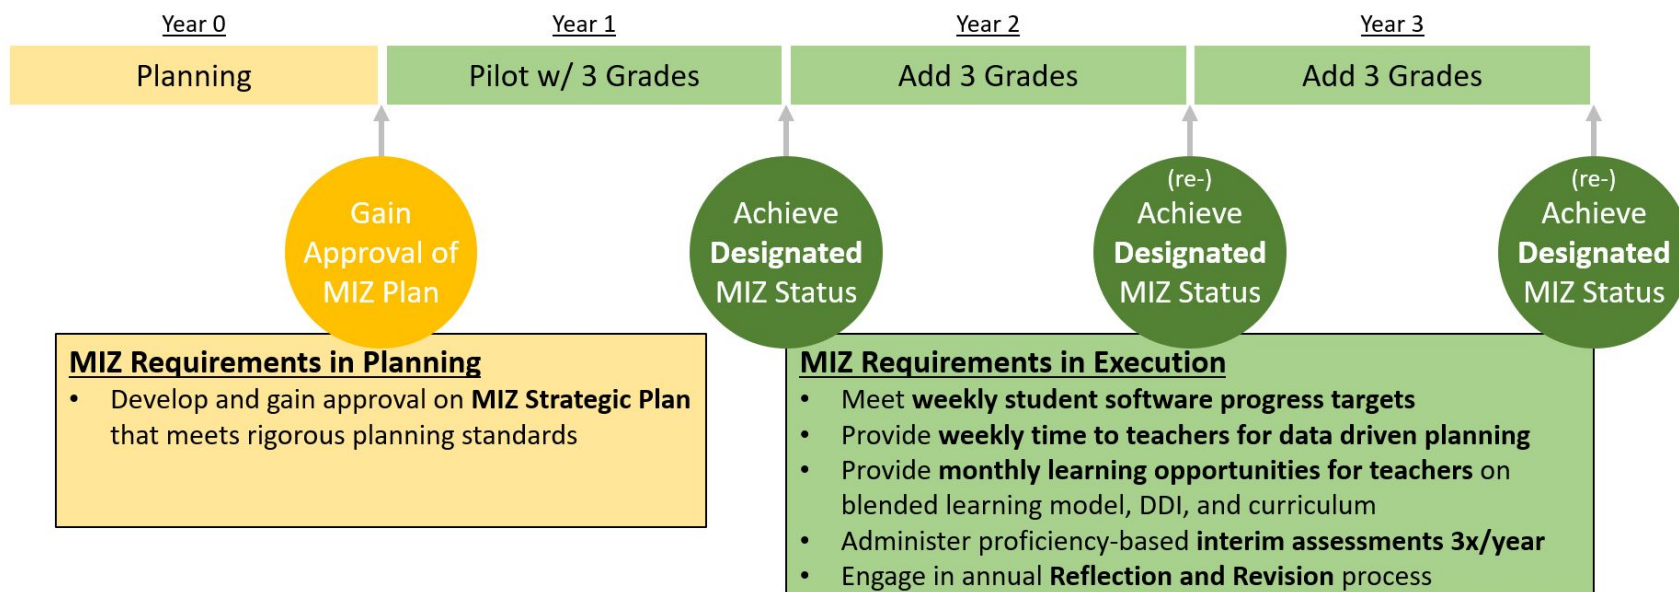 Year 0
Year 1
Year 2
Year 3
Planning
Pilot w/ 3 Grades
Add 3 Grades
Add 3 Grades
Gain
Approval of
MIZ Plan
Achieve
Designated
MIZ Status
(re-)
Achieve
Designated
MIZ Status
(re-)
Achieve
Designated
MIZ Status
MIZ Requirements in Planning
• Develop and gain approval on MIZ Strategic Plan
that meets rigorous planning standards
MIZ Requirements in Execution
• Meet weekly student software progress targets
• Provide weekly time to teachers for data driven planning
• Provide monthly learning opportunities for teachers on
blended learning model, DDI, and curriculum
• Administer proficiency-based interim assessments 3x/year
• Engage in annual Reflection and Revision process